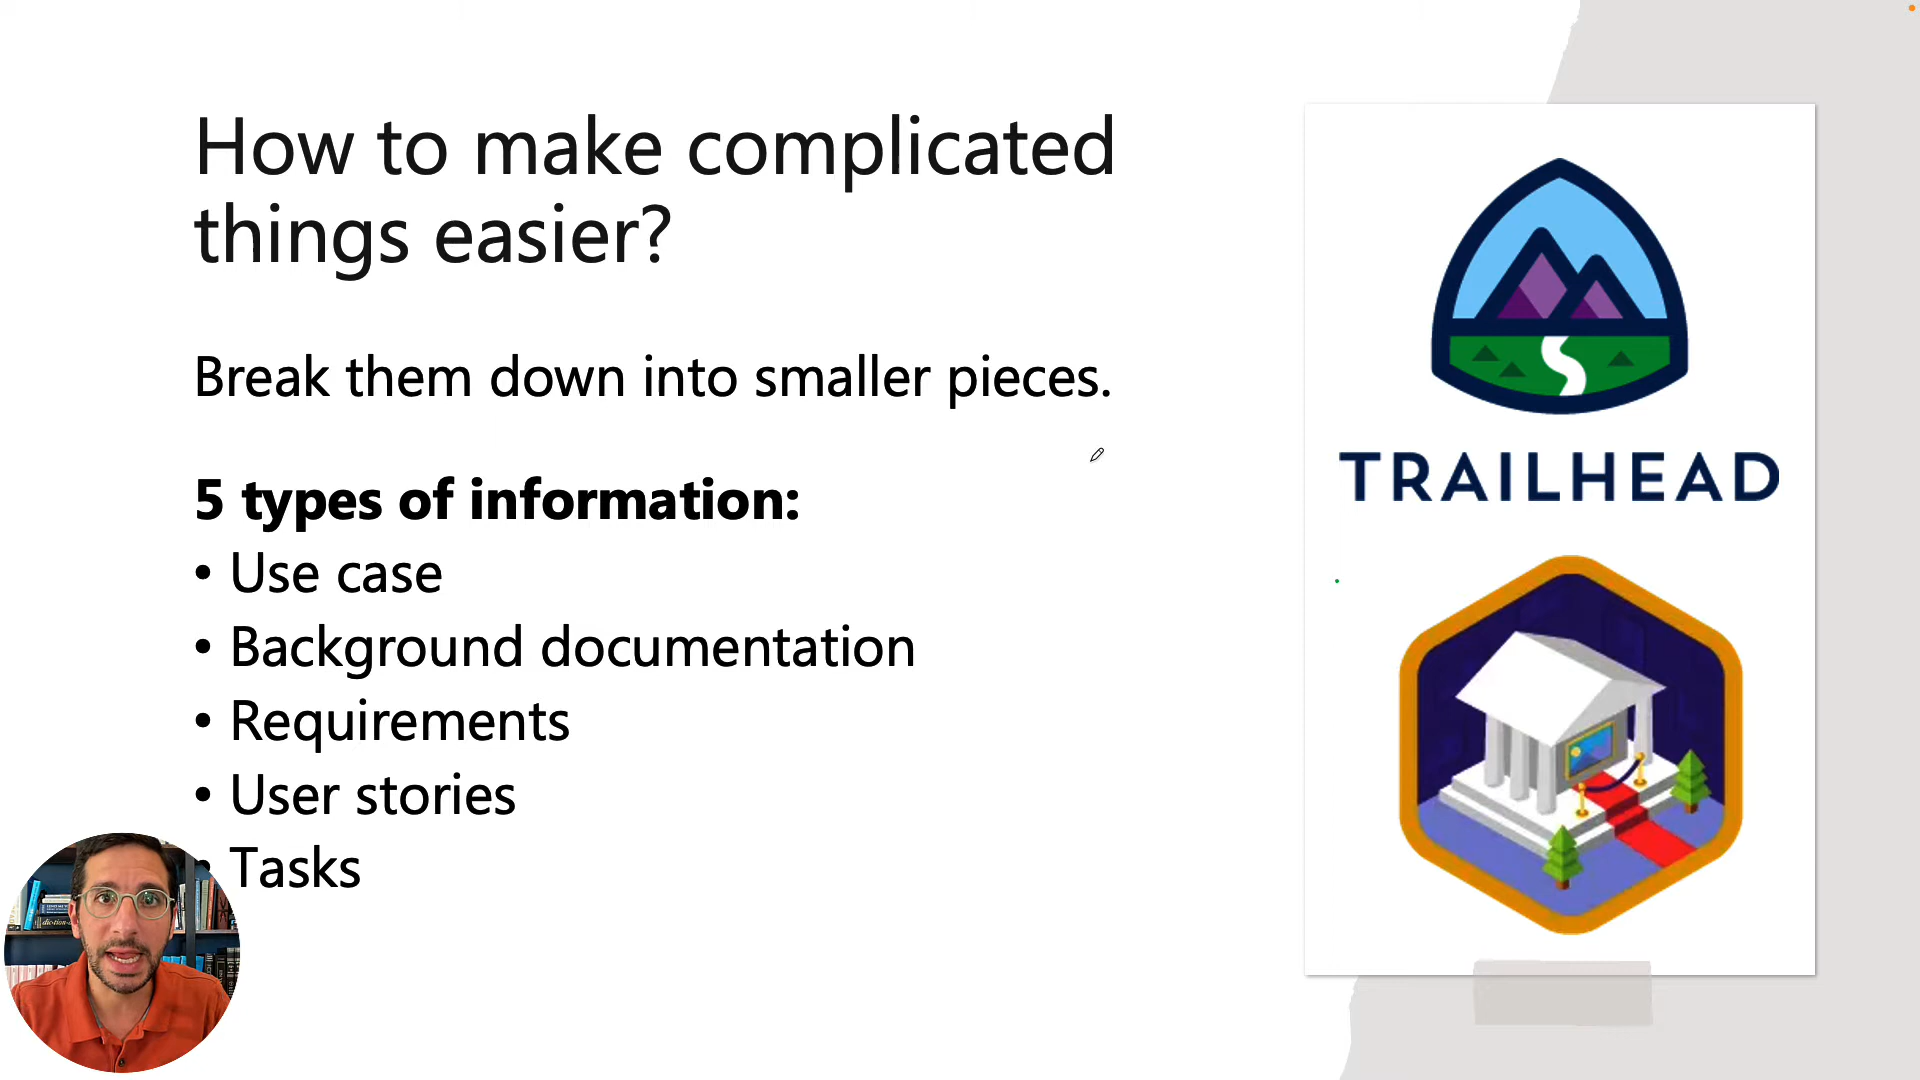 How to make complicated
things easier?
Break them down into smaller pieces.
5 types of information:
• Use case
• Background documentation
• Requirements
• User stories
• Tasks
TRAILHEAD